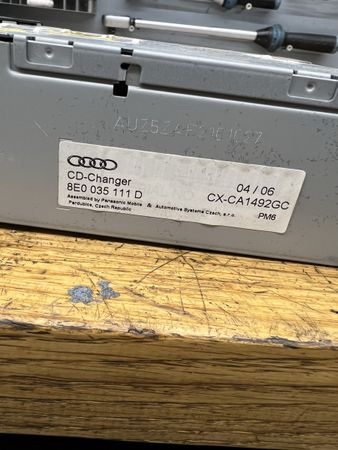 CD-Changer
04 / 06
8E0 035 111 D
CX-CA1492GC
Assembled by Panasonic Mobile & Automotive Systems Czech, s.r.o.
Pardubice, Czech Republic
PM6